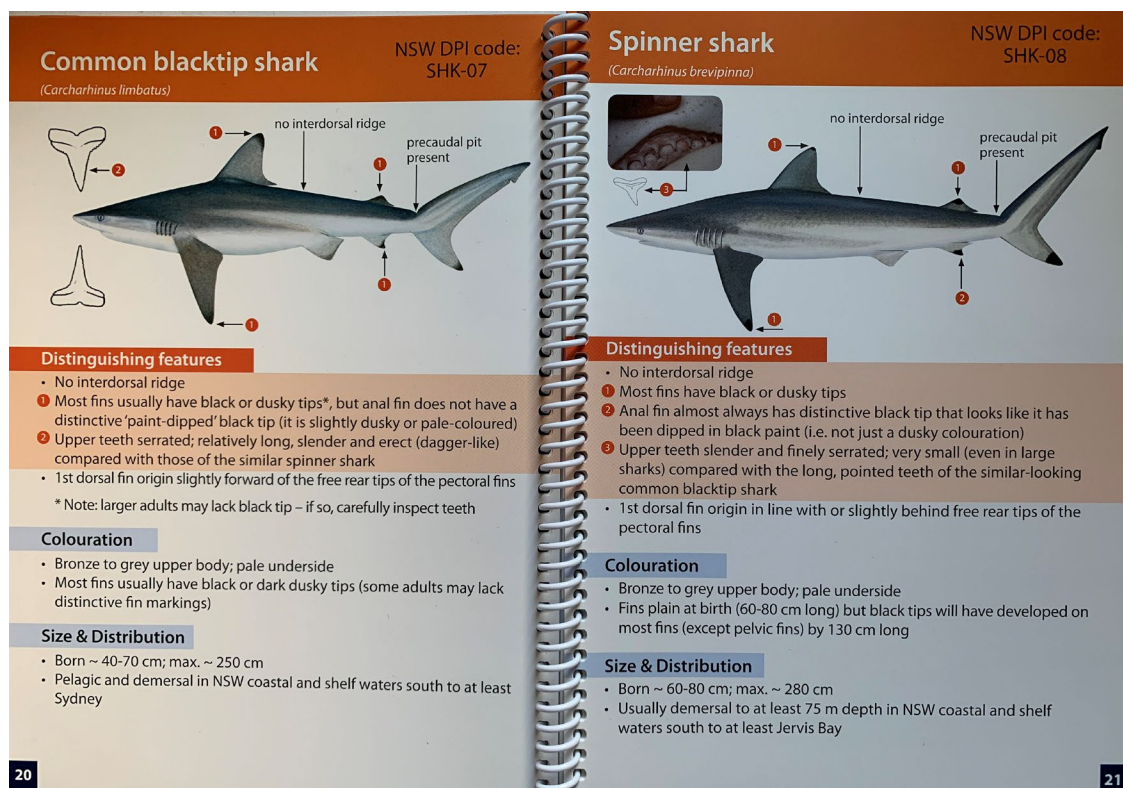 Common blacktip shark
(Carcharhinus limbatus)
NSW DPI code:
SHK-07
no interdorsal ridge
precaudal pit
present
1
1
2
1
1
Distinguishing features
• No interdorsal ridge
1 Most fins usually have black or dusky tips*, but anal fin does not have a
distinctive 'paint-dipped' black tip (it is slightly dusky or pale-coloured)
2 Upper teeth serrated; relatively long, slender and erect (dagger-like)
compared with those of the similar spinner shark
• 1st dorsal fin origin slightly forward of the free rear tips of the pectoral fins
* Note: larger adults may lack black tip – if so, carefully inspect teeth
Colouration
• Bronze to grey upper body; pale underside
• Most fins usually have black or dark dusky tips (some adults may lack
distinctive fin markings)
Size & Distribution
• Born ~ 40-70 cm; max. ~ 250 cm
• Pelagic and demersal in NSW coastal and shelf waters south to at least
Sydney
20
Spinner shark
(Carcharhinus brevipinna)
NSW DPI code:
SHK-08
no interdorsal ridge
precaudal pit
present
1
1
3
2
1
Distinguishing features
• No interdorsal ridge
1 Most fins have black or dusky tips
2 Anal fin almost always has distinctive black tip that looks like it has
been dipped in black paint (i.e. not just a dusky colouration)
3 Upper teeth slender and finely serrated; very small (even in large
sharks) compared with the long, pointed teeth of the similar-looking
common blacktip shark
• 1st dorsal fin origin in line with or slightly behind free rear tips of the
pectoral fins
Colouration
• Bronze to grey upper body; pale underside
• Fins plain at birth (60-80 cm long) but black tips will have developed on
most fins (except pelvic fins) by 130 cm long
Size & Distribution
• Born ~ 60-80 cm; max. ~ 280 cm
• Usually demersal to at least 75 m depth in NSW coastal and shelf
waters south to at least Jervis Bay
21